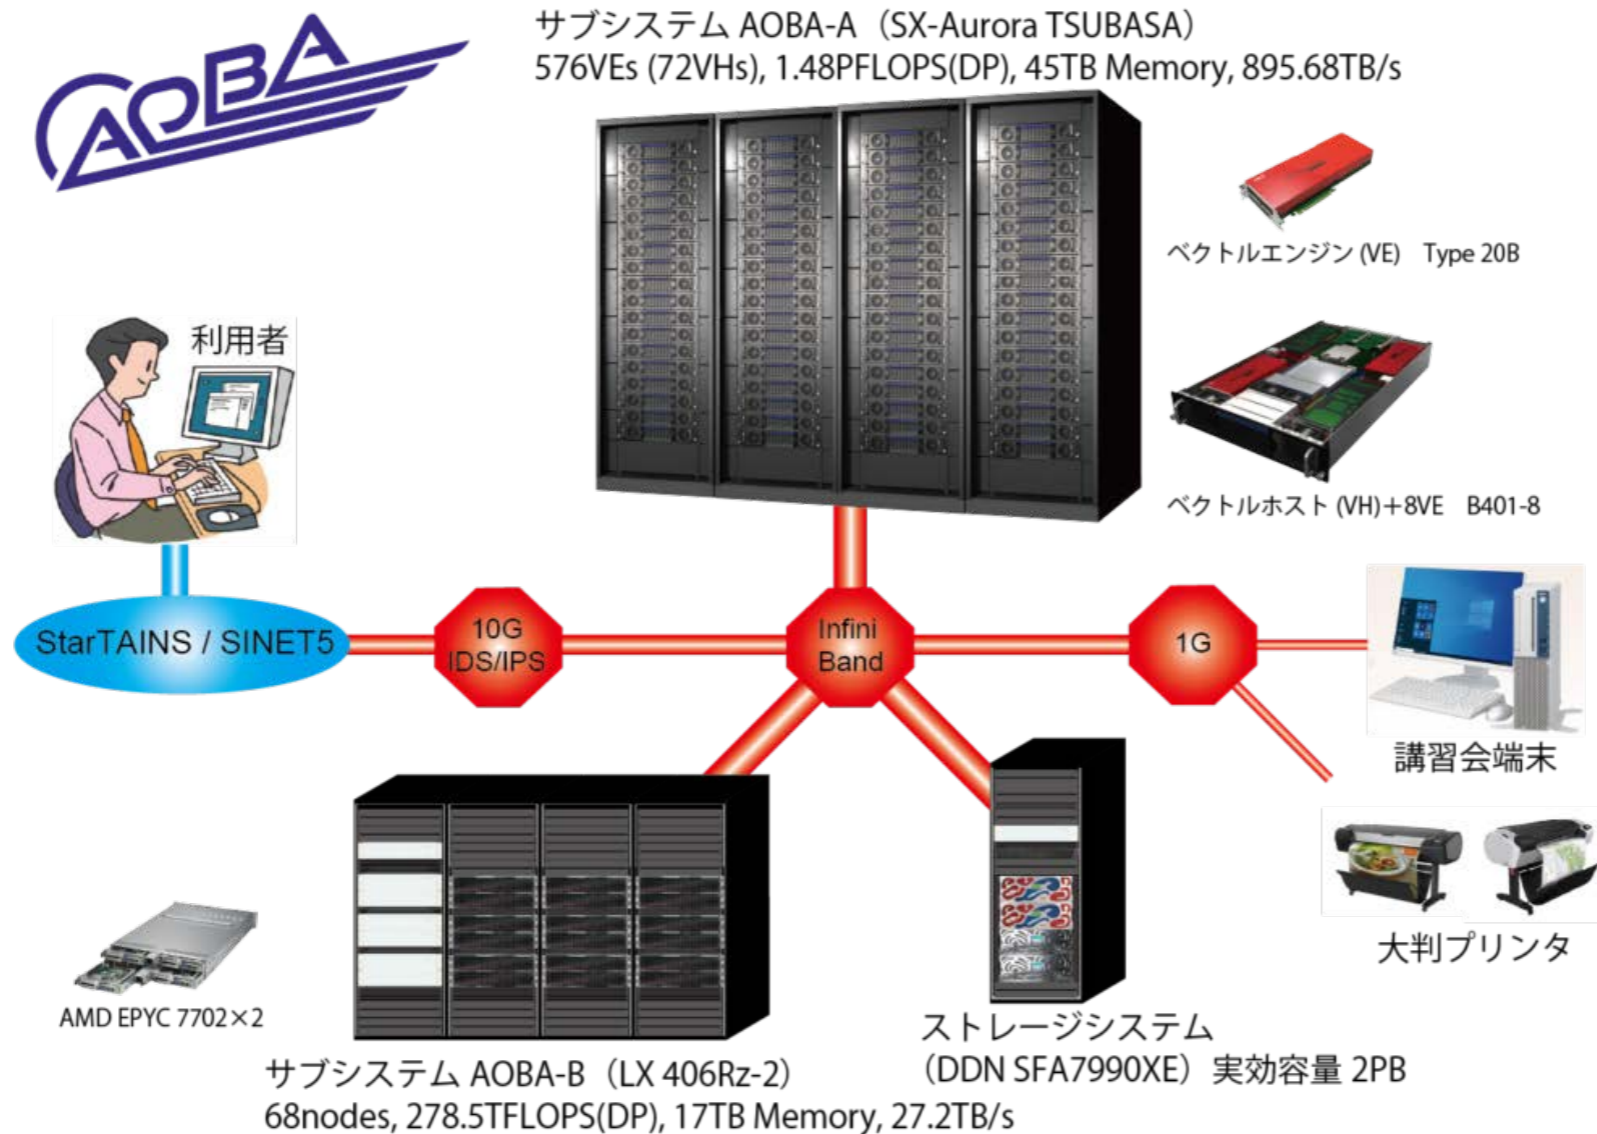 AOBA
サブシステム AOBA-A（SX-Aurora TSUBASA）
576VEs (72VHs), 1.48PFLOPS(DP), 45TB Memory, 895.68TB/s
ベクトルエンジン (VE)　Type 20B
利用者
ベクトルホスト (VH)＋8VE　B401-8
StarTAINS / SINET5
10G
IDS/IPS
Infini
Band
1G
講習会端末
大判プリンタ
AMD EPYC 7702×2
サブシステム AOBA-B（LX 406Rz-2）
68nodes, 278.5TFLOPS(DP), 17TB Memory, 27.2TB/s
ストレージシステム
（DDN SFA7990XE）実効容量 2PB